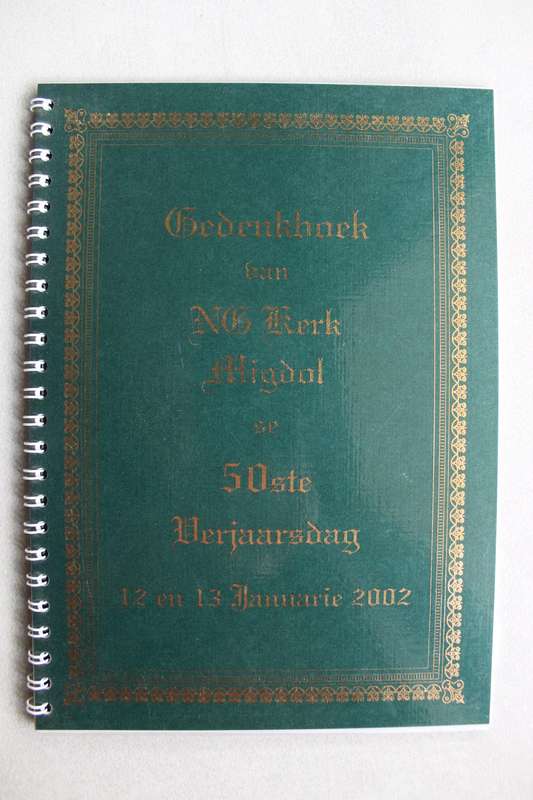 Gedenkboek
van
NG Kerk
Migdol
se
50ste
Verjaarsdag
12 en 13 Januarie 2002